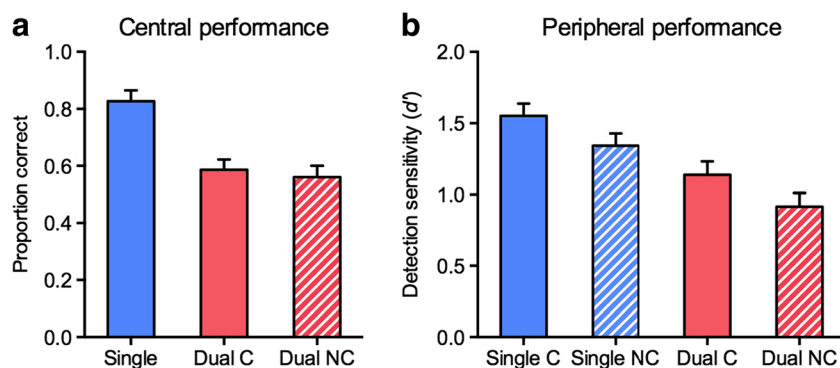 a Central performance
Proportion correct
1.0
0.8
0.6
0.4
0.2
0.0
Single Dual C Dual NC
b Peripheral performance
Detection sensitivity (d')
2.0
1.5
1.0
0.5
0.0
Single C Single NC Dual C Dual NC